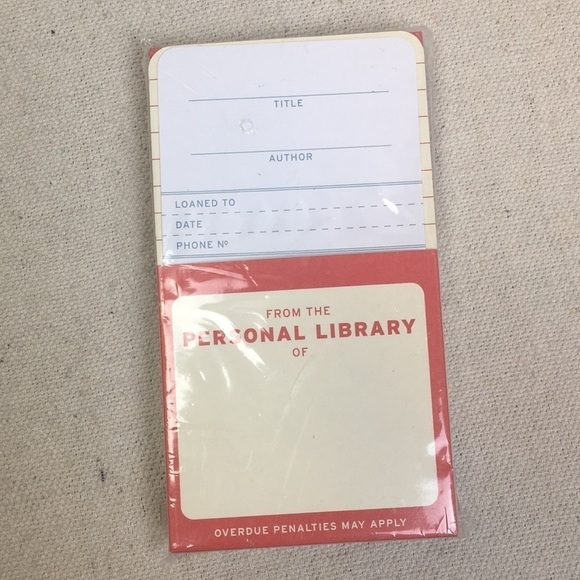 TITLE
AUTHOR
LOANED TO
DATE
PHONE Nº
FROM THE
PERSONAL LIBRARY
OF
OVERDUE PENALTIES MAY APPLY